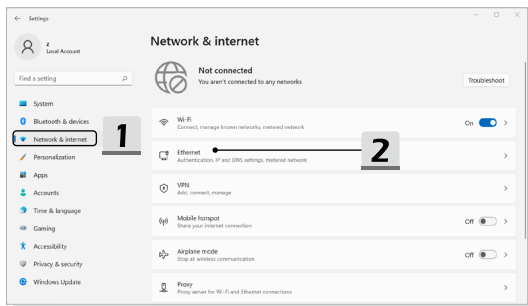 Settings
z
Local Account
Find a setting
System
Bluetooth & devices
Network & internet
Personalization
Apps
Accounts
Time & language
Gaming
Accessibility
Privacy & security
Windows Update
1
Network & internet
Not connected
You aren't connected to any networks
Troubleshoot
Wi-Fi
Connect, manage known networks, metered network
On
Ethernet
Authentication, IP and DNS settings, metered network
2
VPN
Add, connect, manage
Mobile hotspot
Share your internet connection
Off
Airplane mode
Stop all wireless communication
Off
Proxy
Proxy server for Wi-Fi and Ethernet connections